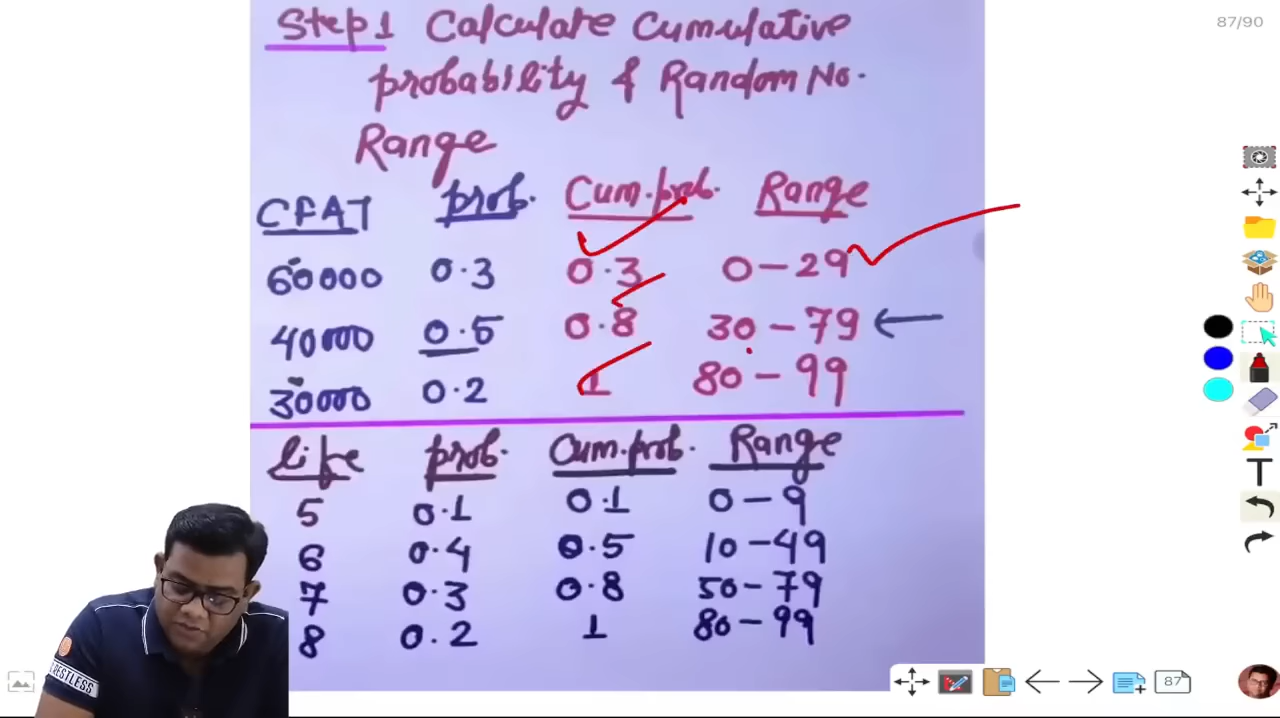 87/90
Step1 Calculate Cumulative
probability & Random No.
Range
CFAT prob. Cum.prob. Range
60000 0.3 0.3 0-29
40000 0.5 0.8 30-79
30000 0.2 1 80-99
life prob. Cum.prob. Range
5 0.1 0.1 0-9
6 0.4 0.5 10-49
7 0.3 0.8 50-79
8 0.2 1 80-99
RESTLESS
T
87